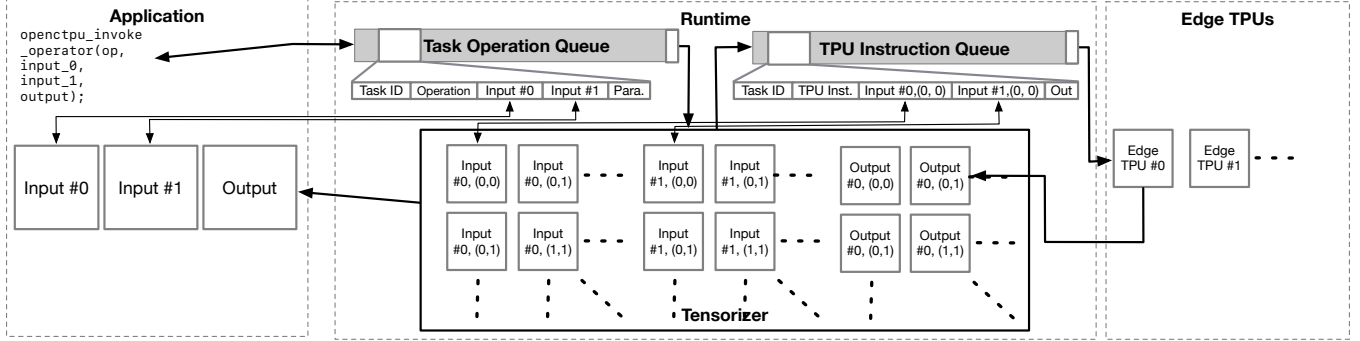 Application
Runtime
Edge TPUs
openctpu_invoke
_operator(op,
input_0,
input_1,
output);
Task Operation Queue
TPU Instruction Queue
Task ID Operation Input #0 Input #1 Para.
Task ID TPU Inst. Input #0,(0, 0) Input #1,(0, 0) Out
Input #0 Input #1 Output
Input
#0, (0,0)
Input
#0, (0,1)
Input
#1, (0,0)
Input
#1, (0,1)
Output
#0, (0,0)
Output
#0, (0,1)
Edge
TPU #0
Edge
TPU #1
Input
#0, (0,1)
Input
#0, (1,1)
Input
#1, (0,1)
Input
#1, (1,1)
Output
#0, (0,1)
Output
#0, (1,1)
Tensorizer